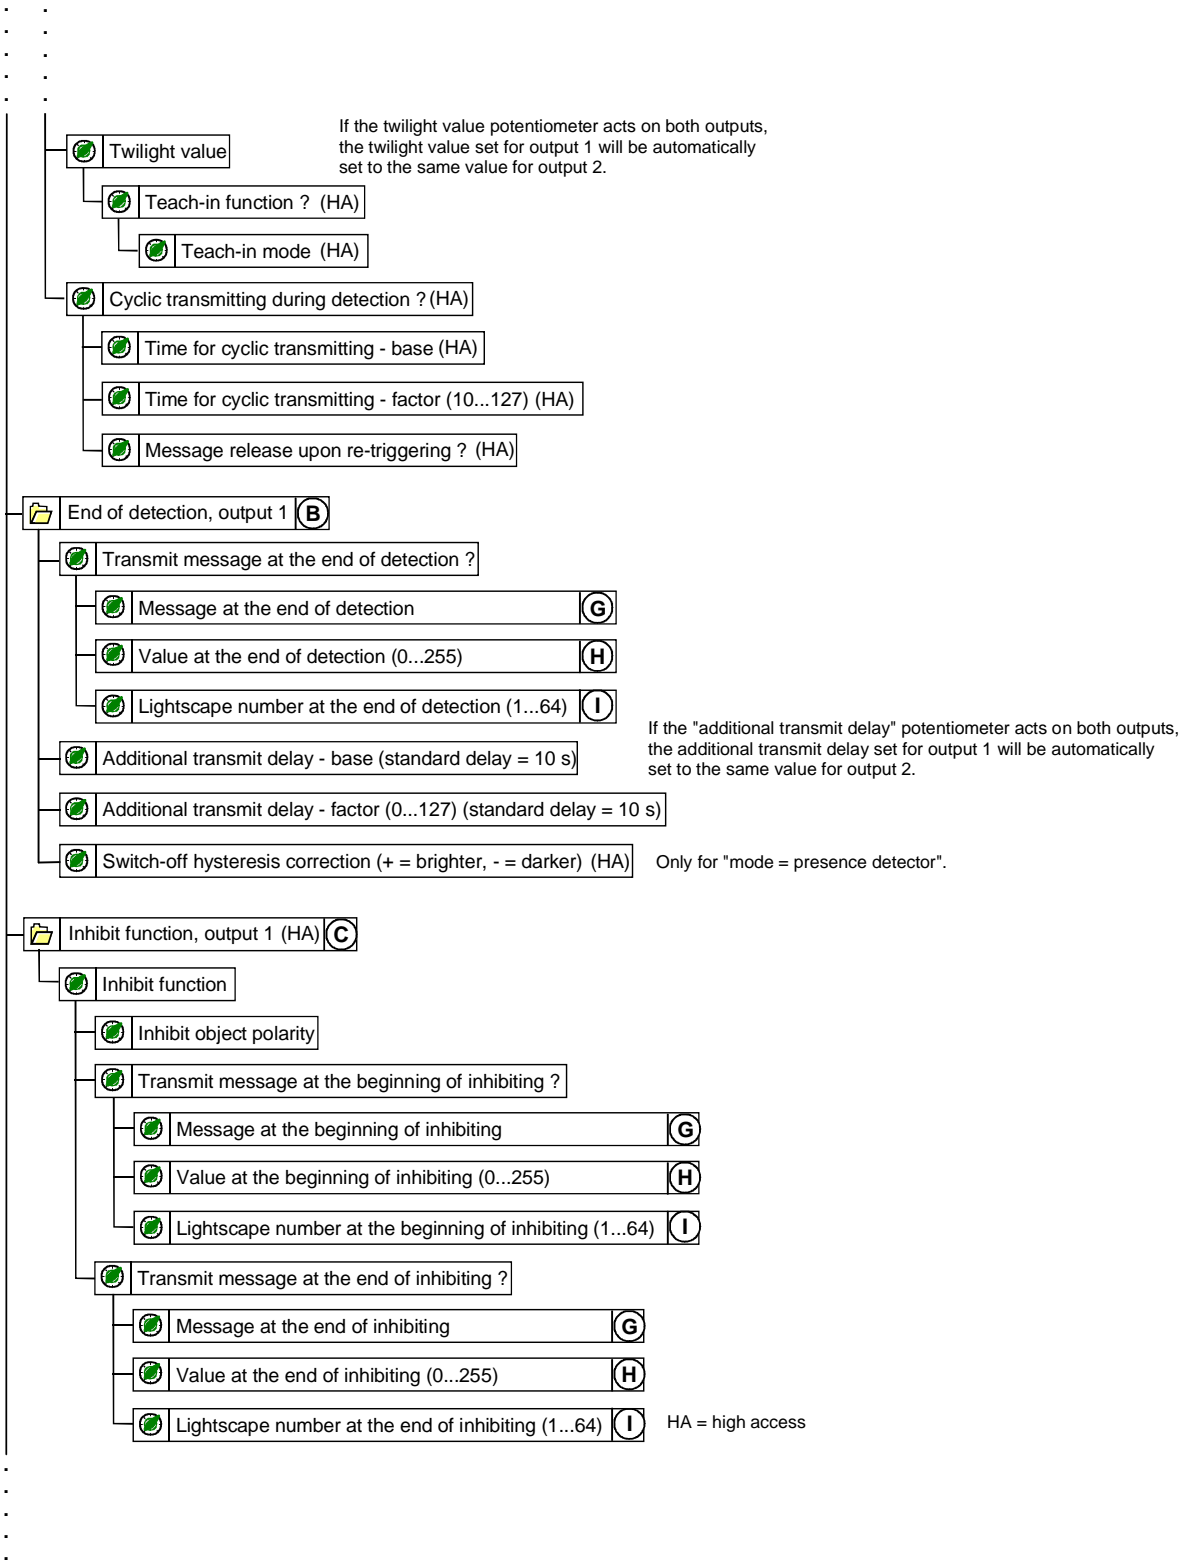 If the twilight value potentiometer acts on both outputs,
the twilight value set for output 1 will be automatically
set to the same value for output 2.
Twilight value
Teach-in function ? (HA)
Teach-in mode (HA)
Cyclic transmitting during detection ? (HA)
Time for cyclic transmitting - base (HA)
Time for cyclic transmitting - factor (10...127) (HA)
Message release upon re-triggering ? (HA)
End of detection, output 1 B
Transmit message at the end of detection ?
Message at the end of detection G
Value at the end of detection (0...255) H
Lightscape number at the end of detection (1...64) I
If the "additional transmit delay" potentiometer acts on both outputs,
the additional transmit delay set for output 1 will be automatically
set to the same value for output 2.
Additional transmit delay - base (standard delay = 10 s)
Additional transmit delay - factor (0...127) (standard delay = 10 s)
Switch-off hysteresis correction (+ = brighter, - = darker) (HA) Only for "mode = presence detector".
Inhibit function, output 1 (HA) C
Inhibit function
Inhibit object polarity
Transmit message at the beginning of inhibiting ?
Message at the beginning of inhibiting G
Value at the beginning of inhibiting (0...255) H
Lightscape number at the beginning of inhibiting (1...64) I
Transmit message at the end of inhibiting ?
Message at the end of inhibiting G
Value at the end of inhibiting (0...255) H
Lightscape number at the end of inhibiting (1...64) I HA = high access